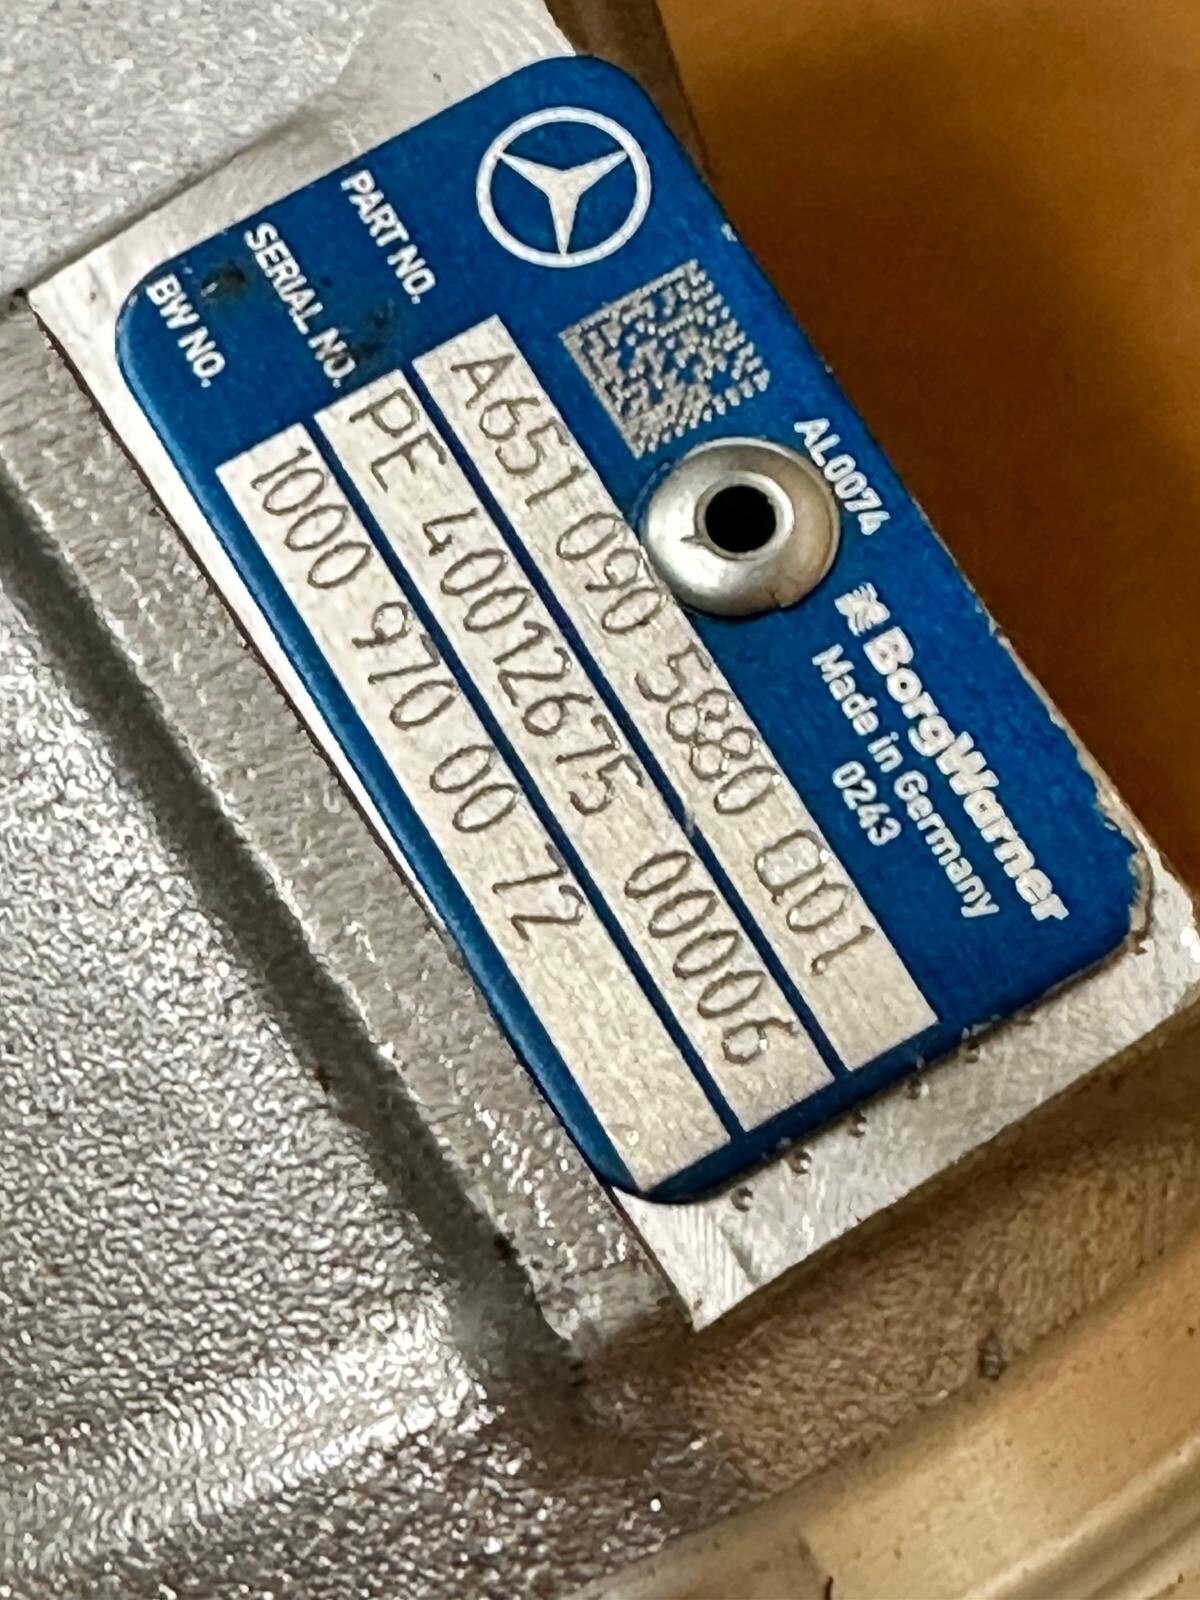 PART NO. A651 090 5880 001
SERIAL NO. PE 40012675 00006
BW NO. 1000 970 00 72
AL0074
BorgWarner
Made in Germany
0243